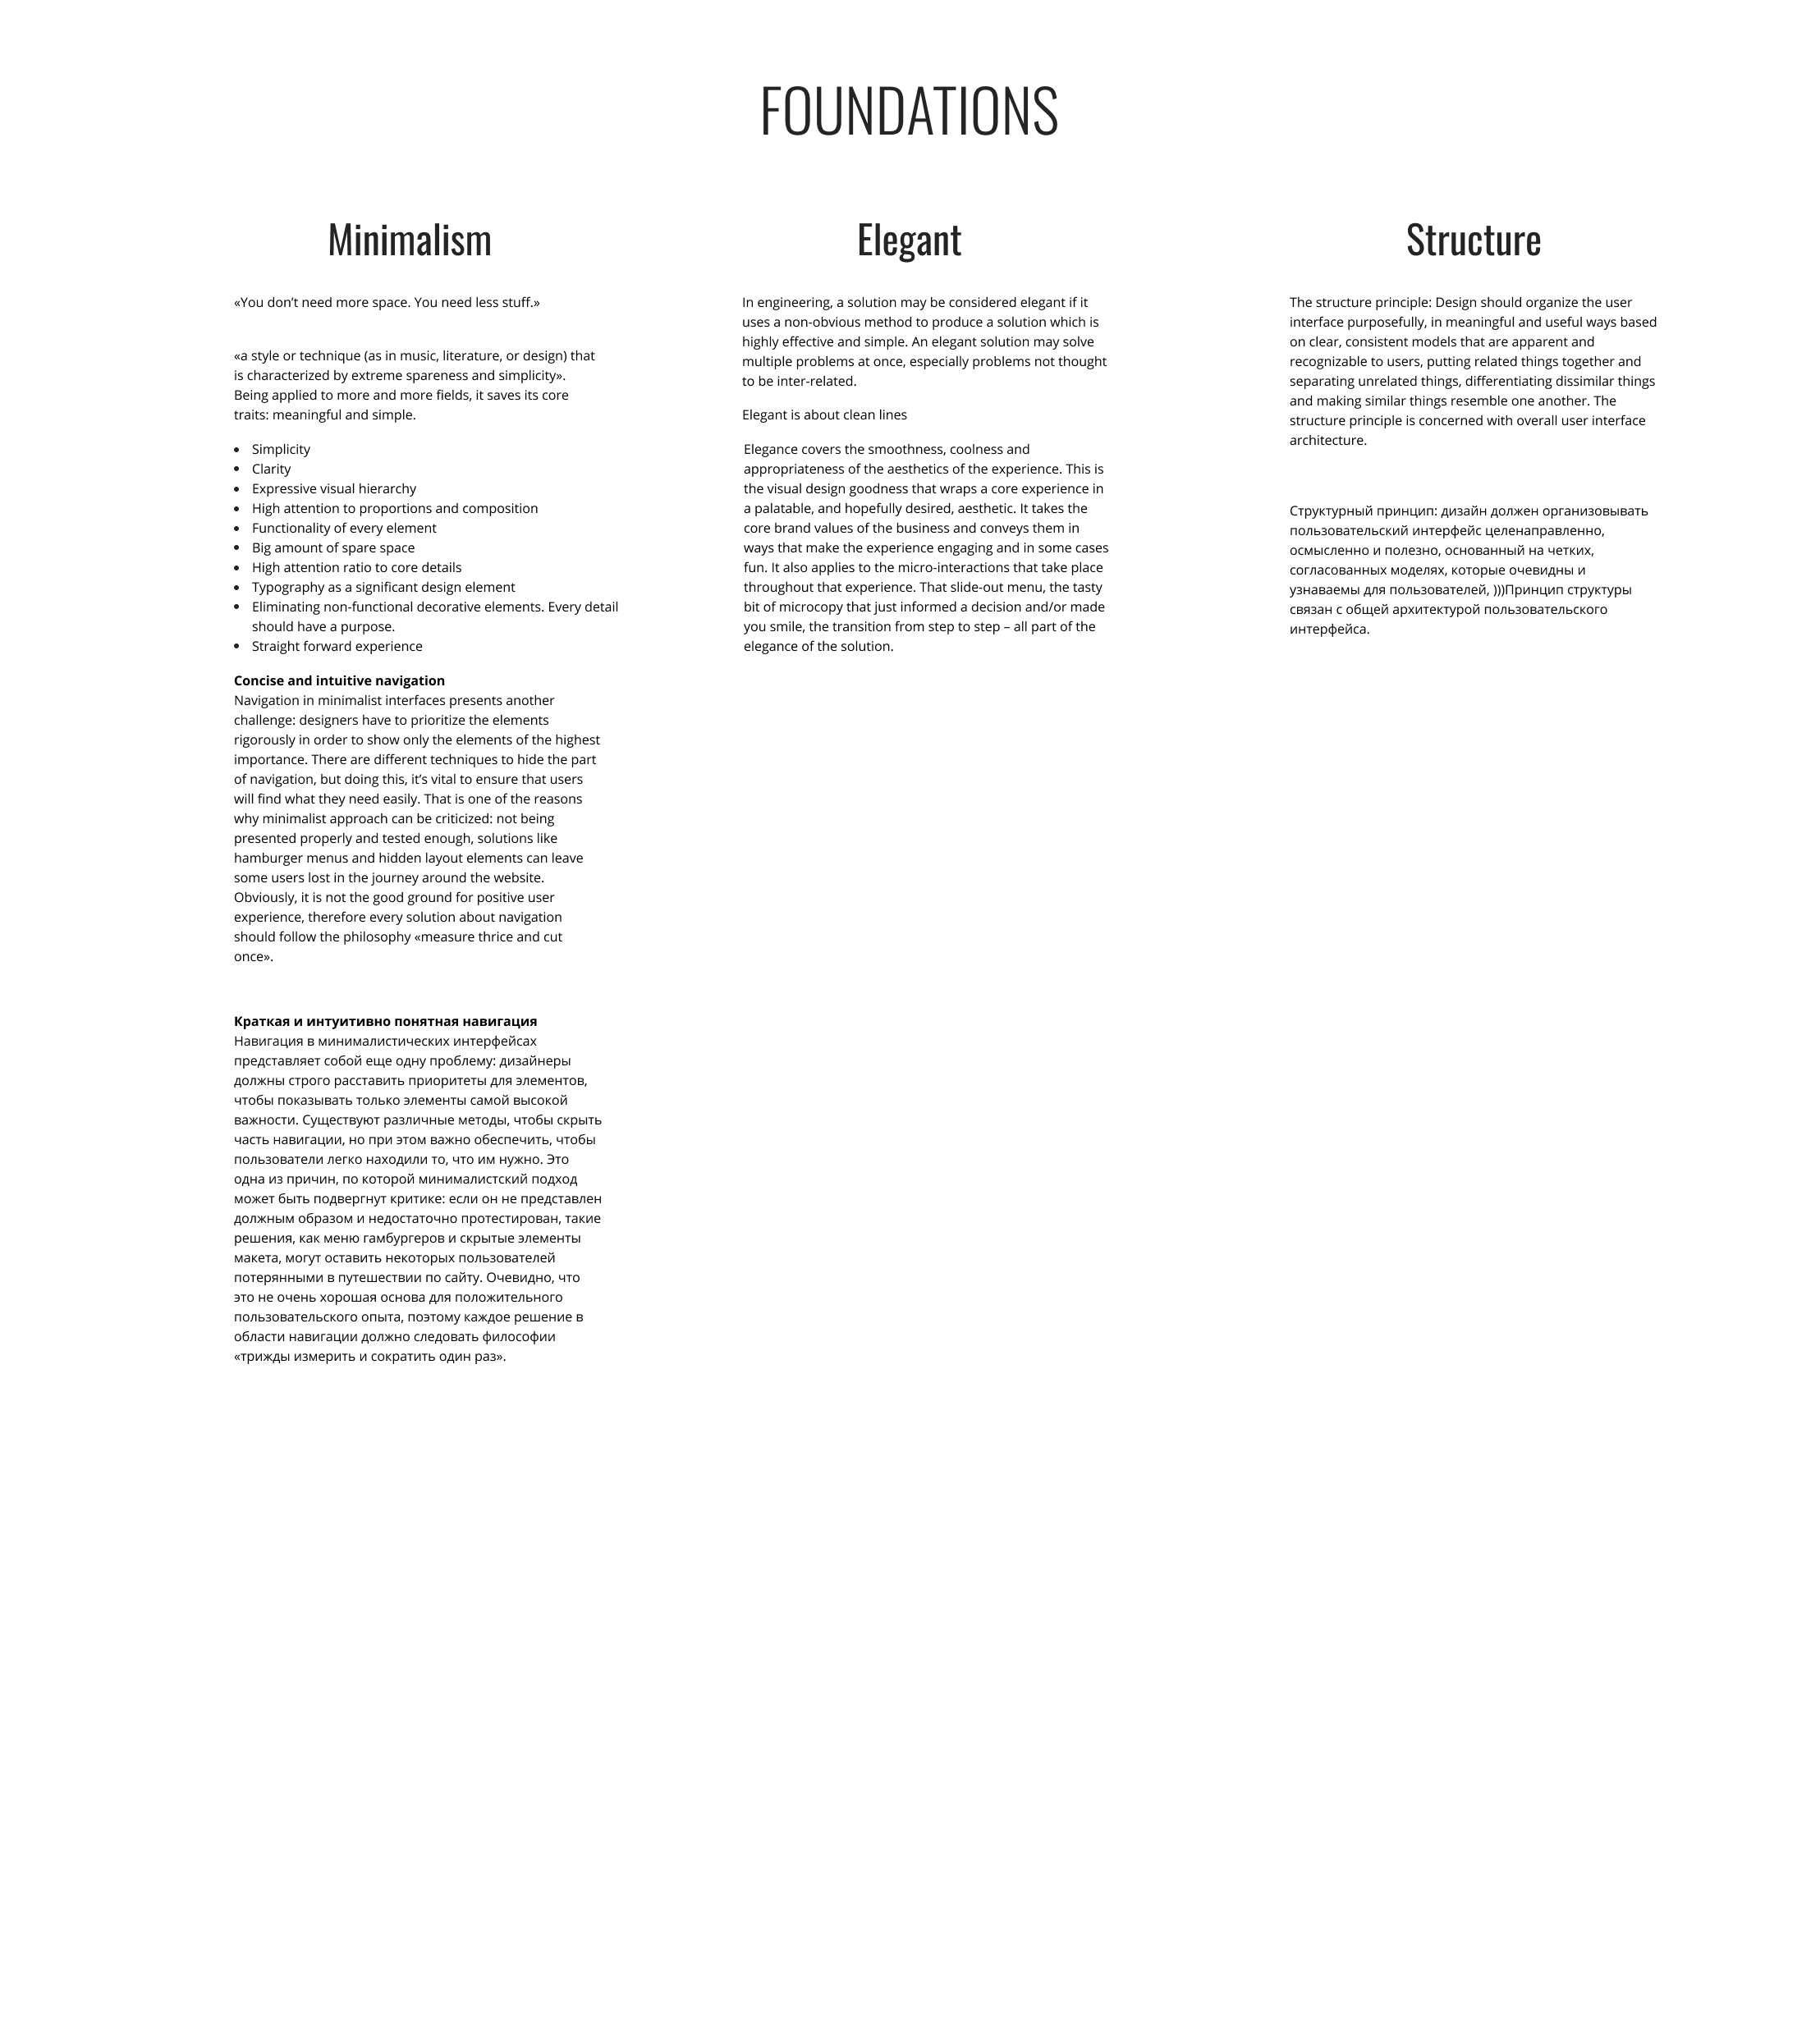 FOUNDATIONS
Minimalism
«You don’t need more space. You need less stuff.»
«a style or technique (as in music, literature, or design) that
is characterized by extreme spareness and simplicity».
Being applied to more and more fields, it saves its core
traits: meaningful and simple.
• Simplicity
• Clarity
• Expressive visual hierarchy
• High attention to proportions and composition
• Functionality of every element
• Big amount of spare space
• High attention ratio to core details
• Typography as a significant design element
• Eliminating non-functional decorative elements. Every detail
should have a purpose.
• Straight forward experience
Concise and intuitive navigation
Navigation in minimalist interfaces presents another
challenge: designers have to prioritize the elements
rigorously in order to show only the elements of the highest
importance. There are different techniques to hide the part
of navigation, but doing this, it’s vital to ensure that users
will find what they need easily. That is one of the reasons
why minimalist approach can be criticized: not being
presented properly and tested enough, solutions like
hamburger menus and hidden layout elements can leave
some users lost in the journey around the website.
Obviously, it is not the good ground for positive user
experience, therefore every solution about navigation
should follow the philosophy «measure thrice and cut
once».
Краткая и интуитивно понятная навигация
Навигация в минималистических интерфейсах
представляет собой еще одну проблему: дизайнеры
должны строго расставить приоритеты для элементов,
чтобы показывать только элементы самой высокой
важности. Существуют различные методы, чтобы скрыть
часть навигации, но при этом важно обеспечить, чтобы
пользователи легко находили то, что им нужно. Это
одна из причин, по которой минималистский подход
может быть подвергнут критике: если он не представлен
должным образом и недостаточно протестирован, такие
решения, как меню гамбургеров и скрытые элементы
макета, могут оставить некоторых пользователей
потерянными в путешествии по сайту. Очевидно, что
это не очень хорошая основа для положительного
пользовательского опыта, поэтому каждое решение в
области навигации должно следовать философии
«трижды измерить и сократить один раз».
Elegant
In engineering, a solution may be considered elegant if it
uses a non-obvious method to produce a solution which is
highly effective and simple. An elegant solution may solve
multiple problems at once, especially problems not thought
to be inter-related.
Elegant is about clean lines
Elegance covers the smoothness, coolness and
appropriateness of the aesthetics of the experience. This is
the visual design goodness that wraps a core experience in
a palatable, and hopefully desired, aesthetic. It takes the
core brand values of the business and conveys them in
ways that make the experience engaging and in some cases
fun. It also applies to the micro-interactions that take place
throughout that experience. That slide-out menu, the tasty
bit of microcopy that just informed a decision and/or made
you smile, the transition from step to step – all part of the
elegance of the solution.
Structure
The structure principle: Design should organize the user
interface purposefully, in meaningful and useful ways based
on clear, consistent models that are apparent and
recognizable to users, putting related things together and
separating unrelated things, differentiating dissimilar things
and making similar things resemble one another. The
structure principle is concerned with overall user interface
architecture.
Структурный принцип: дизайн должен организовывать
пользовательский интерфейс целенаправленно,
осмысленно и полезно, основанный на четких,
согласованных моделях, которые очевидны и
узнаваемы для пользователей, )))Принцип структуры
связан с общей архитектурой пользовательского
интерфейса.